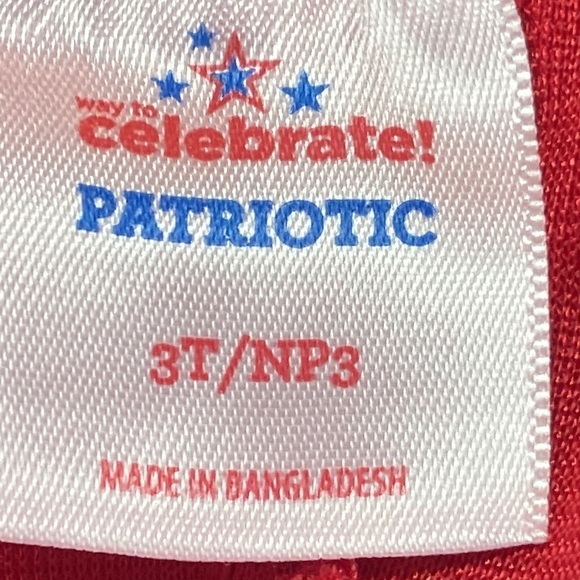 way to
celebrate!
PATRIOTIC
3T/NP3
MADE IN BANGLADESH